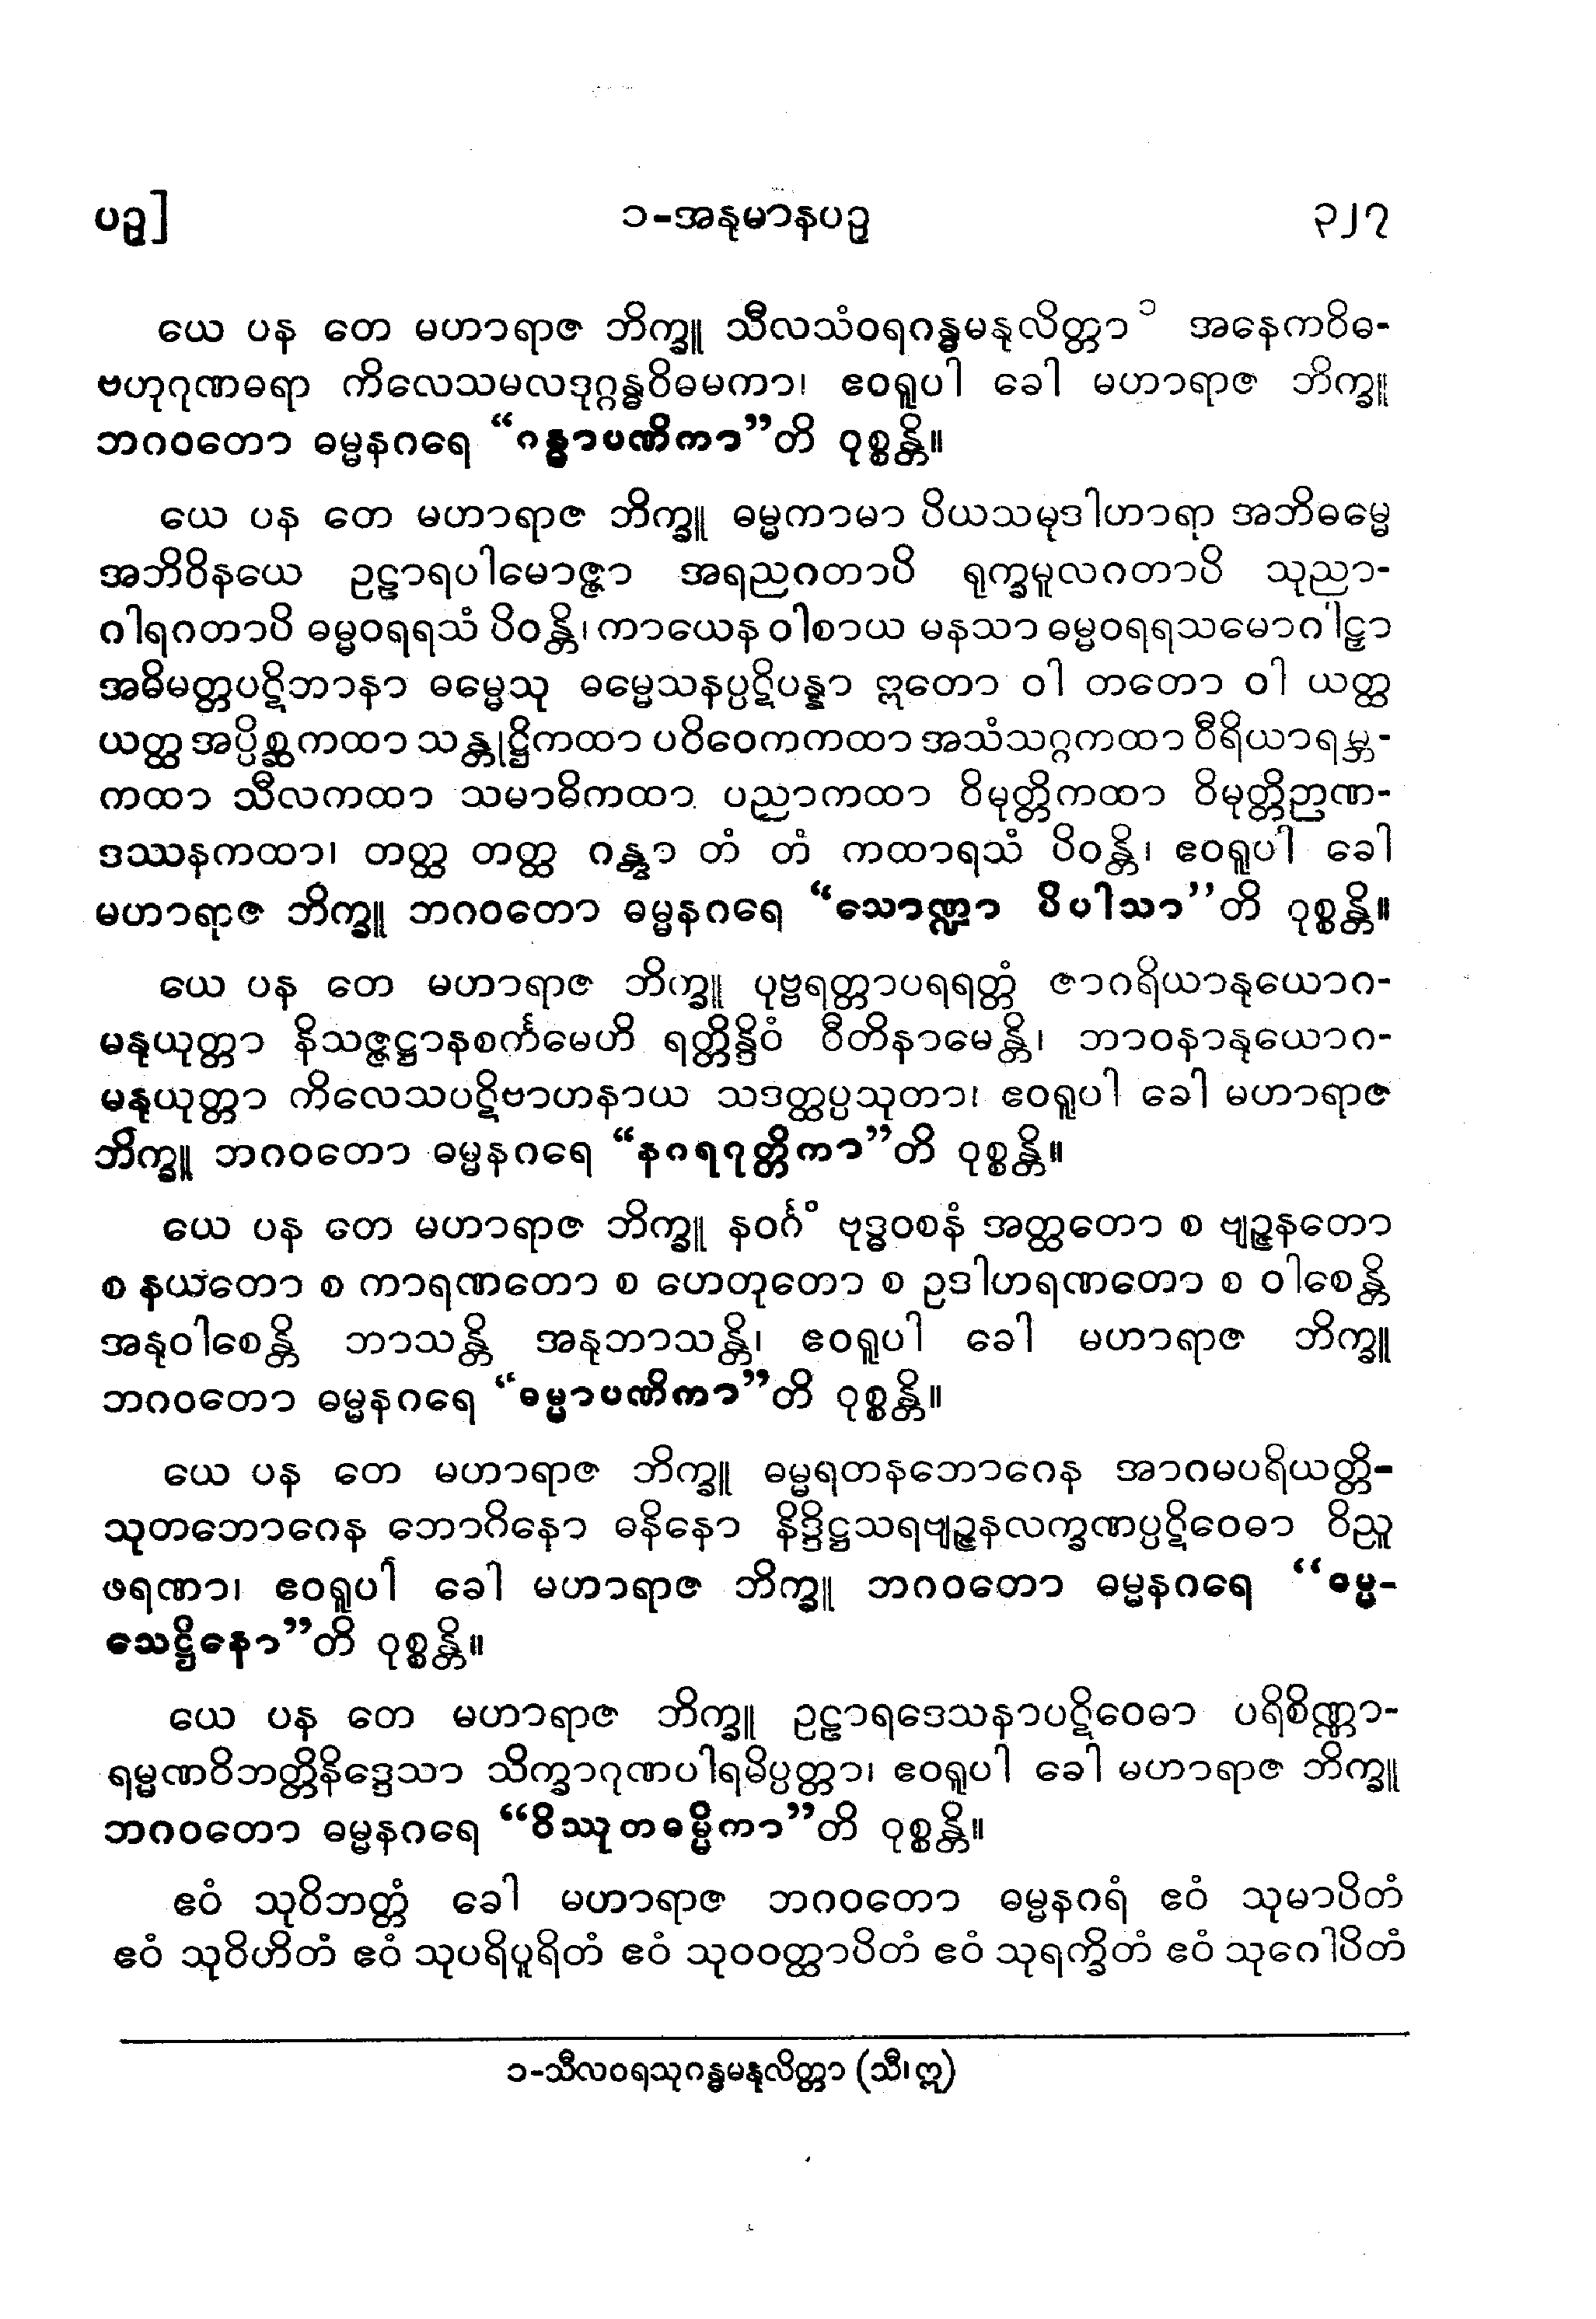 ပဉှ]
၁-အနုမာနပဉှ
၃၂၇
ယေ ပန တေ မဟာရာဇ ဘိက္ခူ သီလသံဝရဂန္ဓမနုလိတ္တာ ၁ အနေကဝိဓ-
ဗဟုဂုဏဓရာ ကိလေသမလဒုဂ္ဂန္ဓဝိဓမကာ၊ ဧဝရူပါ ခေါ မဟာရာဇ ဘိက္ခူ
ဘဂဝတော ဓမ္မနဂရေ “ဂန္ဓာပဏိကာ”တိ ဝုစ္စန္တိ။
ယေ ပန တေ မဟာရာဇ ဘိက္ခူ ဓမ္မကာမာ ပိယသမုဒါဟာရာ အဘိဓမ္မေ
အဘိဝိနယေ ဥဠာရပါမောဇ္ဇာ အရညဂတာပိ ရုက္ခမူလဂတာပိ သုညာ-
ဂါရဂတာပိ ဓမ္မဝရရသံ ပိဝန္တိ၊ ကာယေန ဝါစာယ မနသာ ဓမ္မဝရရသမောဂါဠှာ
အဓိမတ္တပဋိဘာနာ ဓမ္မေသု ဓမ္မေသနပ္ပဋိပန္နာ ဣတော ဝါ တတော ဝါ ယတ္ထ
ယတ္ထ အပ္ပိစ္ဆကထာ သန္တုဋ္ဌိကထာ ပဝိဝေကကထာ အသံသဂ္ဂကထာ ဝီရိယာရမ္ဘ-
ကထာ သီလကထာ သမာဓိကထာ ပညာကထာ ဝိမုတ္တိကထာ ဝိမုတ္တိဉာဏ-
ဒဿနကထာ၊ တတ္ထ တတ္ထ ဂန္တွာ တံ တံ ကထာရသံ ပိဝန္တိ၊ ဧဝရူပါ ခေါ
မဟာရာဇ ဘိက္ခူ ဘဂဝတော ဓမ္မနဂရေ “သောဏ္ဍာ ပိပါသာ”တိ ဝုစ္စန္တိ။
ယေ ပန တေ မဟာရာဇ ဘိက္ခူ ပုဗ္ဗရတ္တာပရရတ္တံ ဇာဂရိယာနုယောဂ-
မနုယုတ္တာ နိသဇ္ဇဋ္ဌာနစင်္ကမေဟိ ရတ္တိန္ဒိဝံ ဝီတိနာမေန္တိ၊ ဘာဝနာနုယောဂ-
မနုယုတ္တာ ကိလေသပဋိဗာဟနာယ သဒတ္ထပ္ပသုတာ၊ ဧဝရူပါ ခေါ မဟာရာဇ
ဘိက္ခူ ဘဂဝတော ဓမ္မနဂရေ “နဂရဂုတ္တိကာ”တိ ဝုစ္စန္တိ။
ယေ ပန တေ မဟာရာဇ ဘိက္ခူ နဝင်္ဂံ ဗုဒ္ဓဝစနံ အတ္ထတော စ ဗျဉ္ဇနတော
စ နယတော စ ကာရဏတော စ ဟေတုတော စ ဥဒါဟရဏတော စ ဝါစေန္တိ
အနုဝါစေန္တိ ဘာသန္တိ အနုဘာသန္တိ၊ ဧဝရူပါ ခေါ မဟာရာဇ ဘိက္ခူ
ဘဂဝတော ဓမ္မနဂရေ “ဓမ္မာပဏိကာ”တိ ဝုစ္စန္တိ။
ယေ ပန တေ မဟာရာဇ ဘိက္ခူ ဓမ္မရတနဘောဂေန အာဂမပရိယတ္တိ-
သုတဘောဂေန ဘောဂိနော ဓနိနော နိဒ္ဒိဋ္ဌသရဗျဉ္ဇနလက္ခဏပ္ပဋိဝေဓာ ဝိညူ
ဖရဏာ၊ ဧဝရူပါ ခေါ မဟာရာဇ ဘိက္ခူ ဘဂဝတော ဓမ္မနဂရေ “ဓမ္မ-
သေဋ္ဌိနော”တိ ဝုစ္စန္တိ။
ယေ ပန တေ မဟာရာဇ ဘိက္ခူ ဥဠာရဒေသနာပဋိဝေဓာ ပရိစိဏ္ဏာ-
ရမ္မဏဝိဘတ္တိနိဒ္ဒေသာ သိက္ခာဂုဏပါရမိပ္ပတ္တာ၊ ဧဝရူပါ ခေါ မဟာရာဇ ဘိက္ခူ
ဘဂဝတော ဓမ္မနဂရေ “ဝိဿုတဓမ္မိကာ”တိ ဝုစ္စန္တိ။
ဧဝံ သုဝိဘတ္တံ ခေါ မဟာရာဇ ဘဂဝတော ဓမ္မနဂရံ ဧဝံ သုမာပိတံ
ဧဝံ သုဝိဟိတံ ဧဝံ သုပရိပူရိတံ ဧဝံ သုဝဝတ္ထာပိတံ ဧဝံ သုရက္ခိတံ ဧဝံ သုဂေါပိတံ
၁-သီလဝရသုဂန္ဓမနုလိတ္တာ (သီ၊ ဣ)